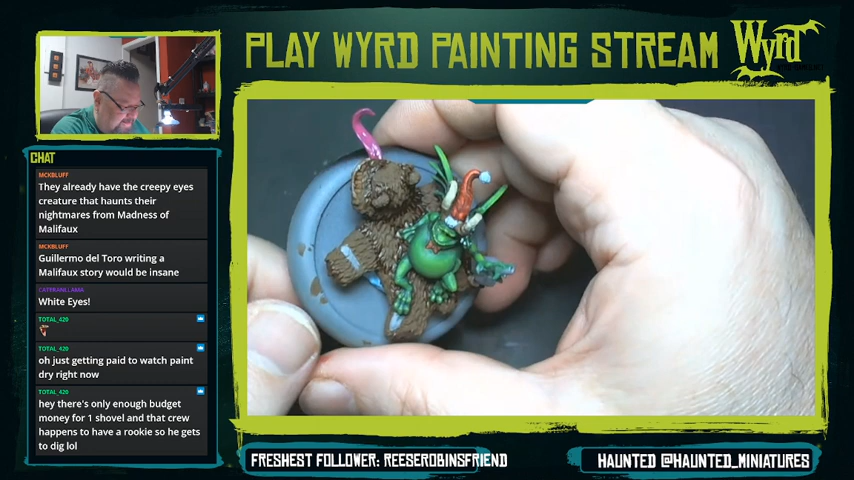 PLAY WYRD PAINTING STREAM
Wyrd
CHAT
MCKBLUFF
They already have the creepy eyes
creature that haunts their
nightmares from Madness of
Malifaux
MCKBLUFF
Guillermo del Toro writing a
Malifaux story would be insane
White Eyes!
TOTAL_420
TOTAL_420
oh just getting paid to watch paint
dry right now
TOTAL_420
hey there's only enough budget
money for 1 shovel and that crew
happens to have a rookie so he gets
to dig lol
FRESHEST FOLLOWER: REESEROBINSFRIEND
HAUNTED @HAUNTED_MINIATURES